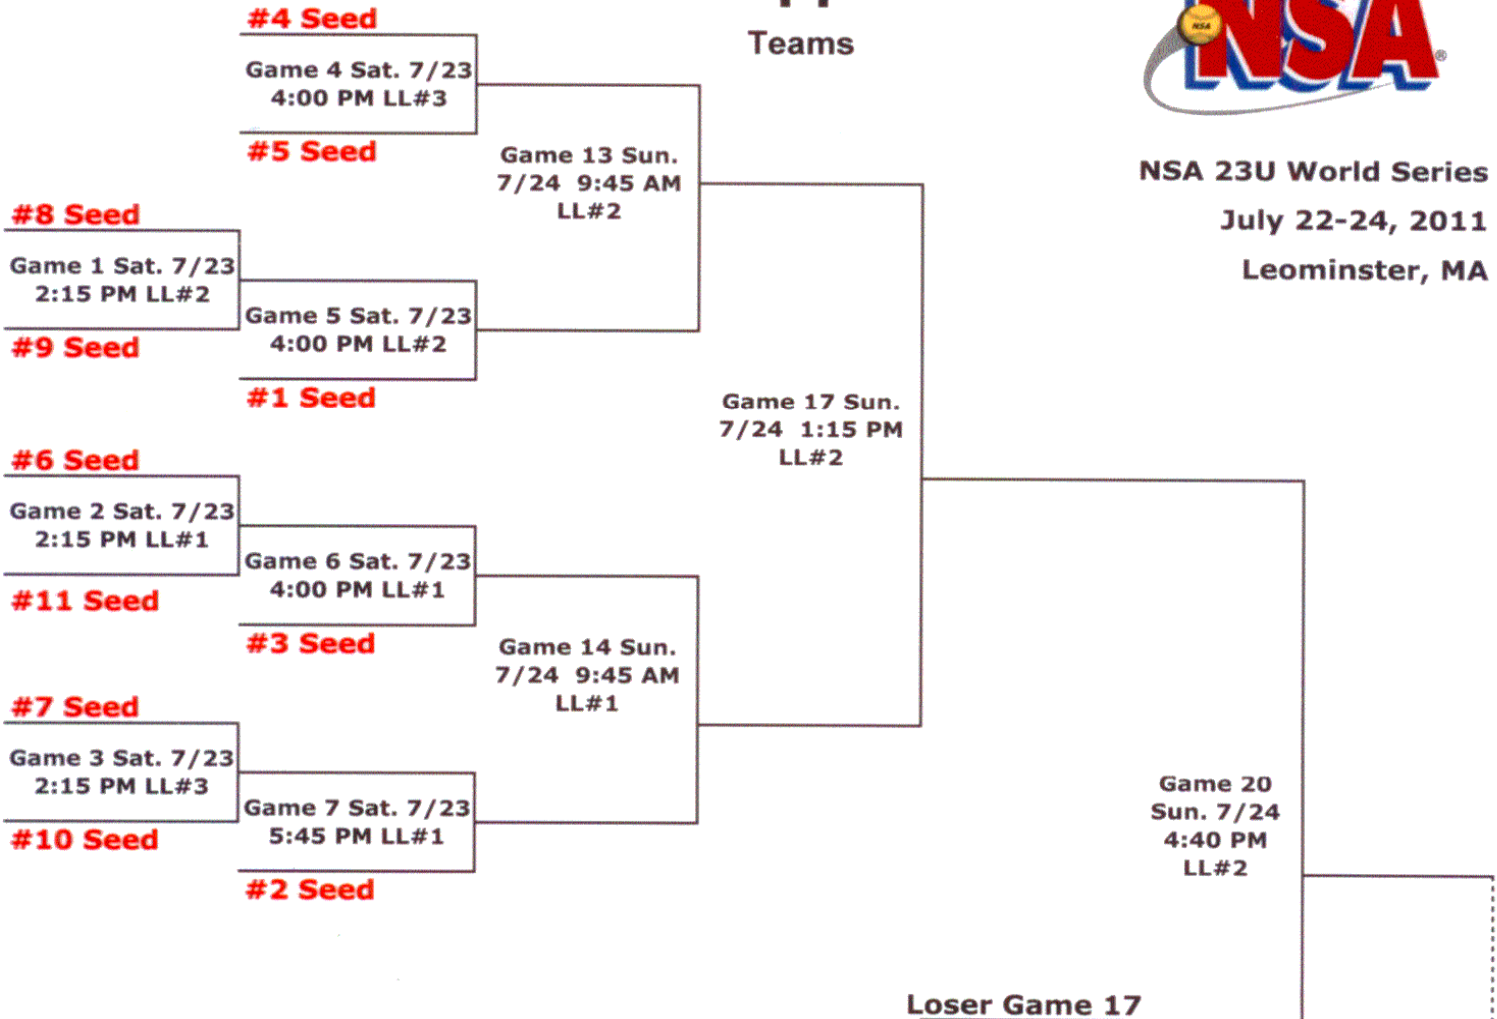 #4 Seed
Game 4 Sat. 7/23
4:00 PM LL#3
#5 Seed
Teams
NSA
NSA
®
NSA 23U World Series
July 22-24, 2011
Leominster, MA
Game 13 Sun.
7/24 9:45 AM
LL#2
#8 Seed
Game 1 Sat. 7/23
2:15 PM LL#2
#9 Seed
Game 5 Sat. 7/23
4:00 PM LL#2
#1 Seed
Game 17 Sun.
7/24 1:15 PM
LL#2
#6 Seed
Game 2 Sat. 7/23
2:15 PM LL#1
#11 Seed
Game 6 Sat. 7/23
4:00 PM LL#1
#3 Seed
Game 14 Sun.
7/24 9:45 AM
LL#1
#7 Seed
Game 3 Sat. 7/23
2:15 PM LL#3
#10 Seed
Game 7 Sat. 7/23
5:45 PM LL#1
#2 Seed
Game 20
Sun. 7/24
4:40 PM
LL#2
Loser Game 17